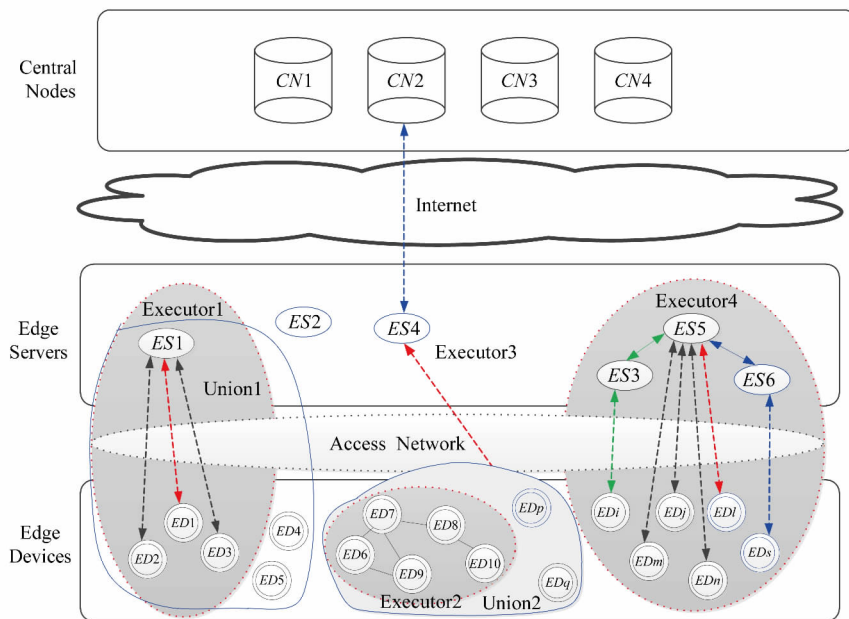 Central
Nodes
CN1
CN2
CN3
CN4
Internet
Edge
Servers
Executor1
ES1
Union1
ES2
ES4
Executor3
Executor4
ES5
ES3
ES6
Access Network
Edge
Devices
ED1
ED2
ED3
ED4
ED5
ED7
ED8
ED6
ED9
ED10
Executor2
EDp
EDq
Union2
EDi
EDj
EDl
EDm
EDn
EDs